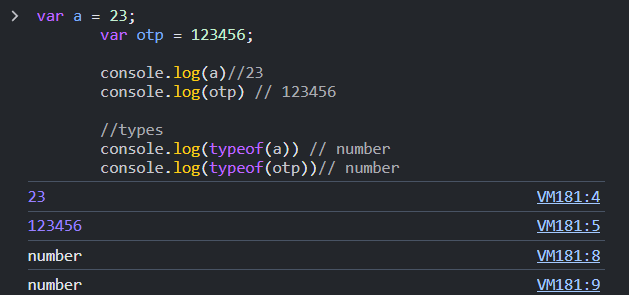 > var a = 23;
var otp = 123456;
console.log(a)//23
console.log(otp) // 123456
//types
console.log(typeof(a)) // number
console.log(typeof(otp))// number
23 VM181:4
123456 VM181:5
number VM181:8
number VM181:9